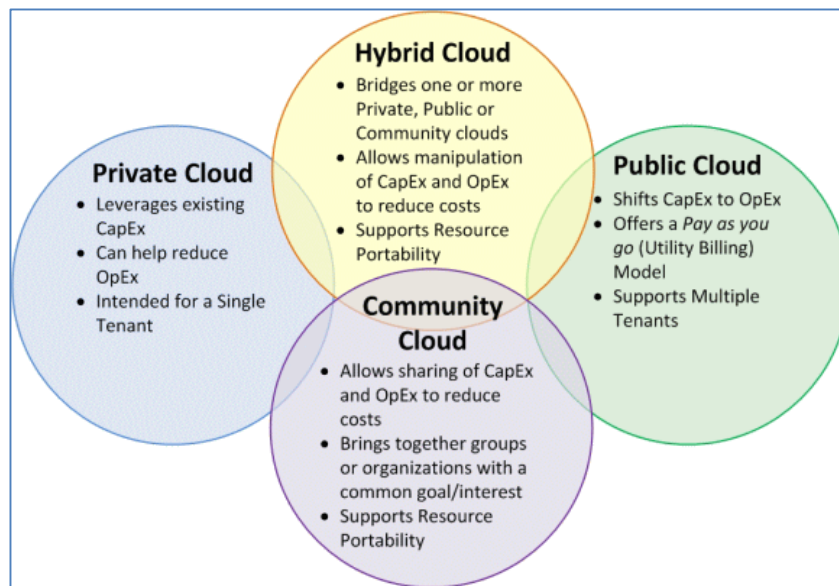 Hybrid Cloud
• Bridges one or more
Private, Public or
Community clouds
• Allows manipulation
of CapEx and OpEx
to reduce costs
• Supports Resource
Portability
Private Cloud
• Leverages existing
CapEx
• Can help reduce
OpEx
• Intended for a Single
Tenant
Public Cloud
• Shifts CapEx to OpEx
• Offers a Pay as you
go (Utility Billing)
Model
• Supports Multiple
Tenants
Community
Cloud
• Allows sharing of CapEx
and OpEx to reduce
costs
• Brings together groups
or organizations with a
common goal/interest
• Supports Resource
Portability